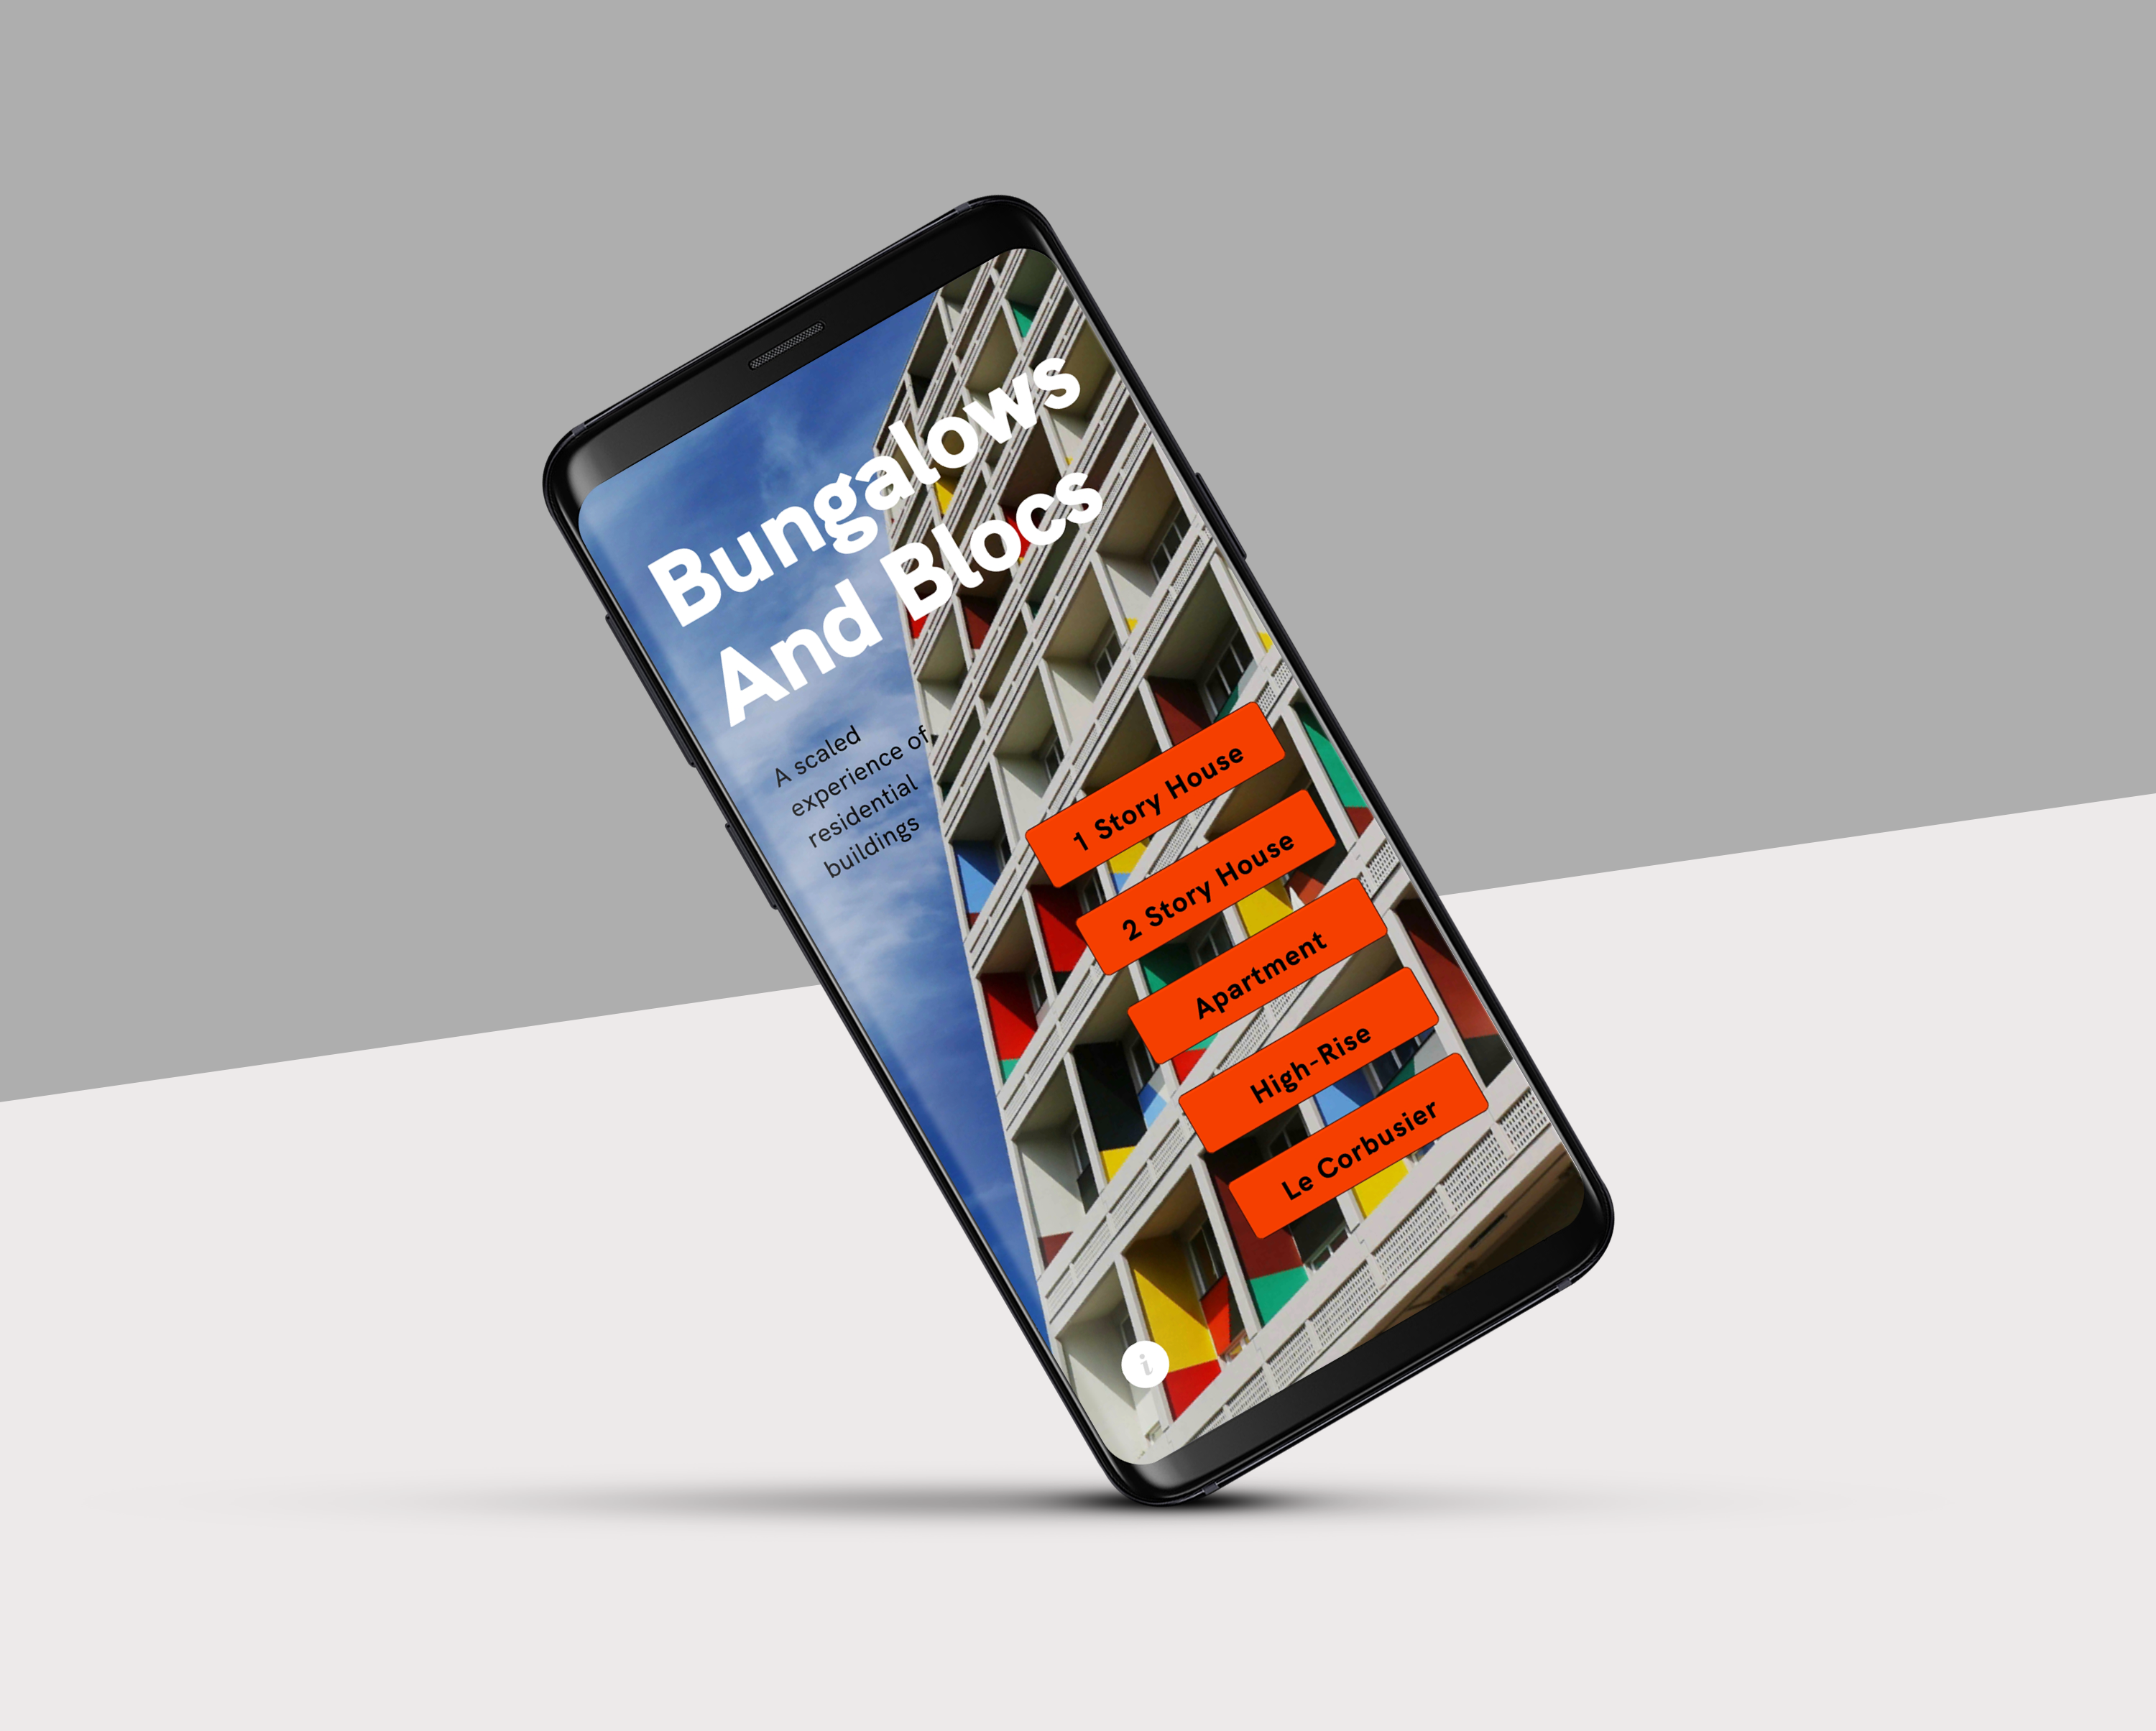 Bungalows
And Blocs
A scaled
experience of
residential
buildings
1 Story House
2 Story House
Apartment
High-Rise
Le Corbusier
i